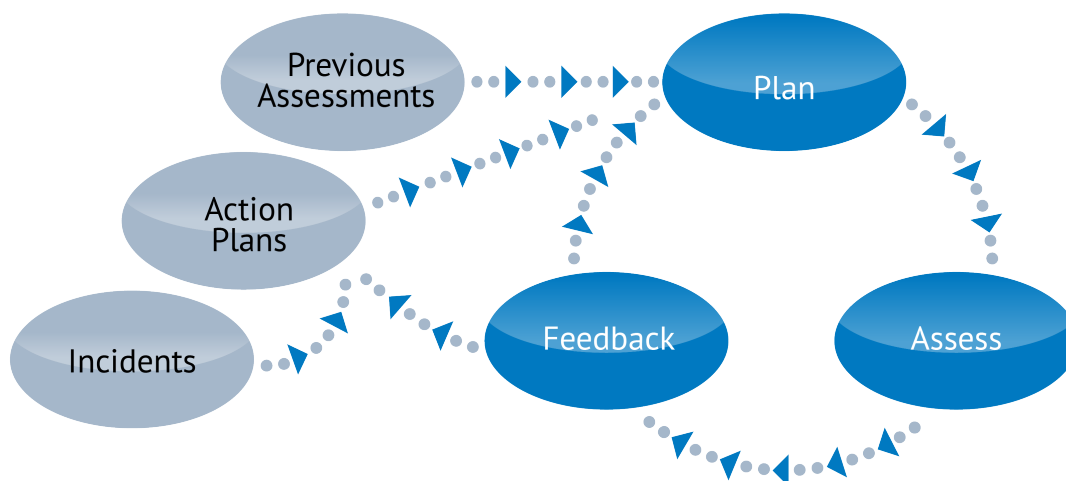 Previous
Assessments
Plan
Action
Plans
Feedback
Assess
Incidents